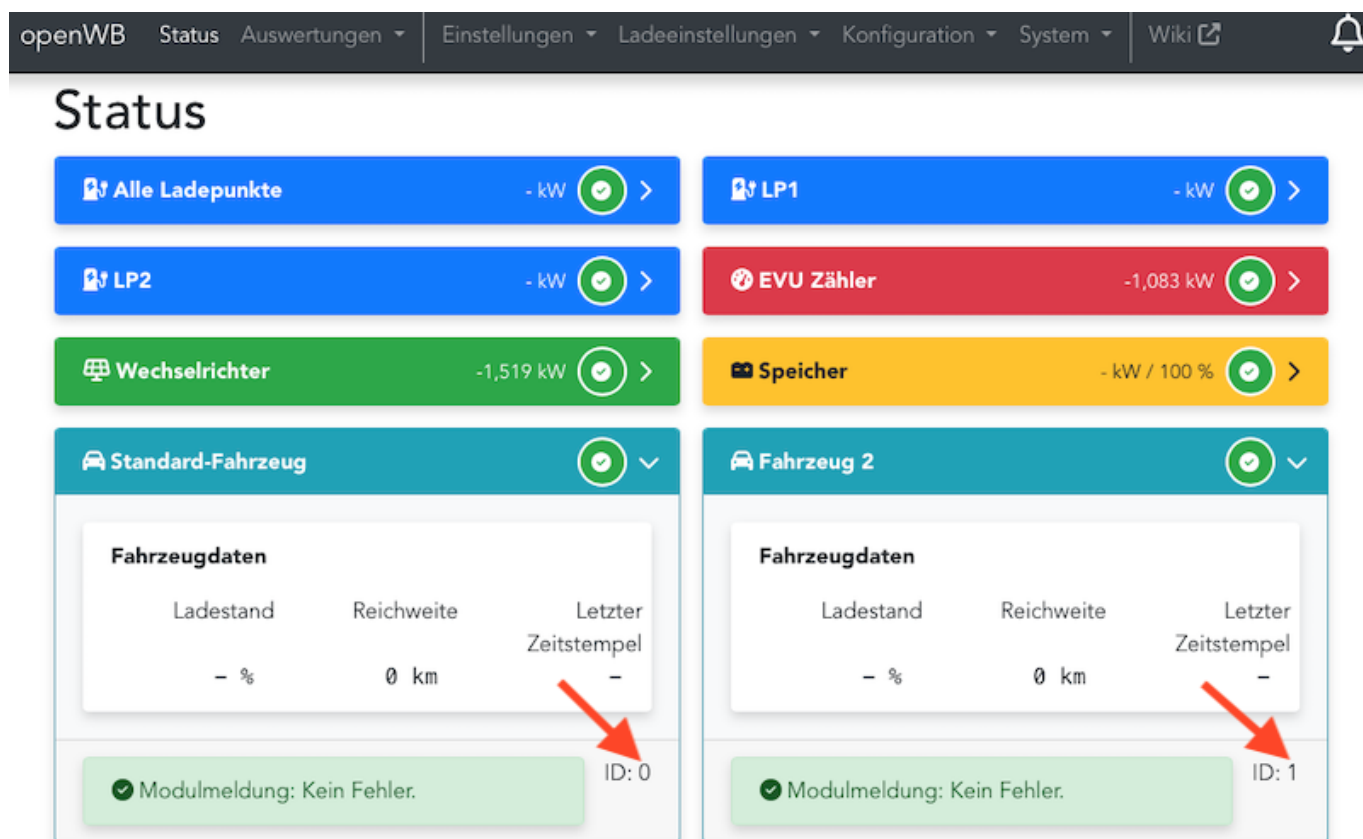 openWB Status Auswertungen Einstellungen Ladeeinstellungen Konfiguration System Wiki
Status
Alle Ladepunkte - kW
LP1 - kW
LP2 - kW
EVU Zähler -1,083 kW
Wechselrichter -1,519 kW
Speicher - kW / 100 %
Standard-Fahrzeug
Fahrzeugdaten
Ladestand Reichweite Letzter
Zeitstempel
– % 0 km –
Modulmeldung: Kein Fehler. ID: 0
Fahrzeug 2
Fahrzeugdaten
Ladestand Reichweite Letzter
Zeitstempel
– % 0 km –
Modulmeldung: Kein Fehler. ID: 1